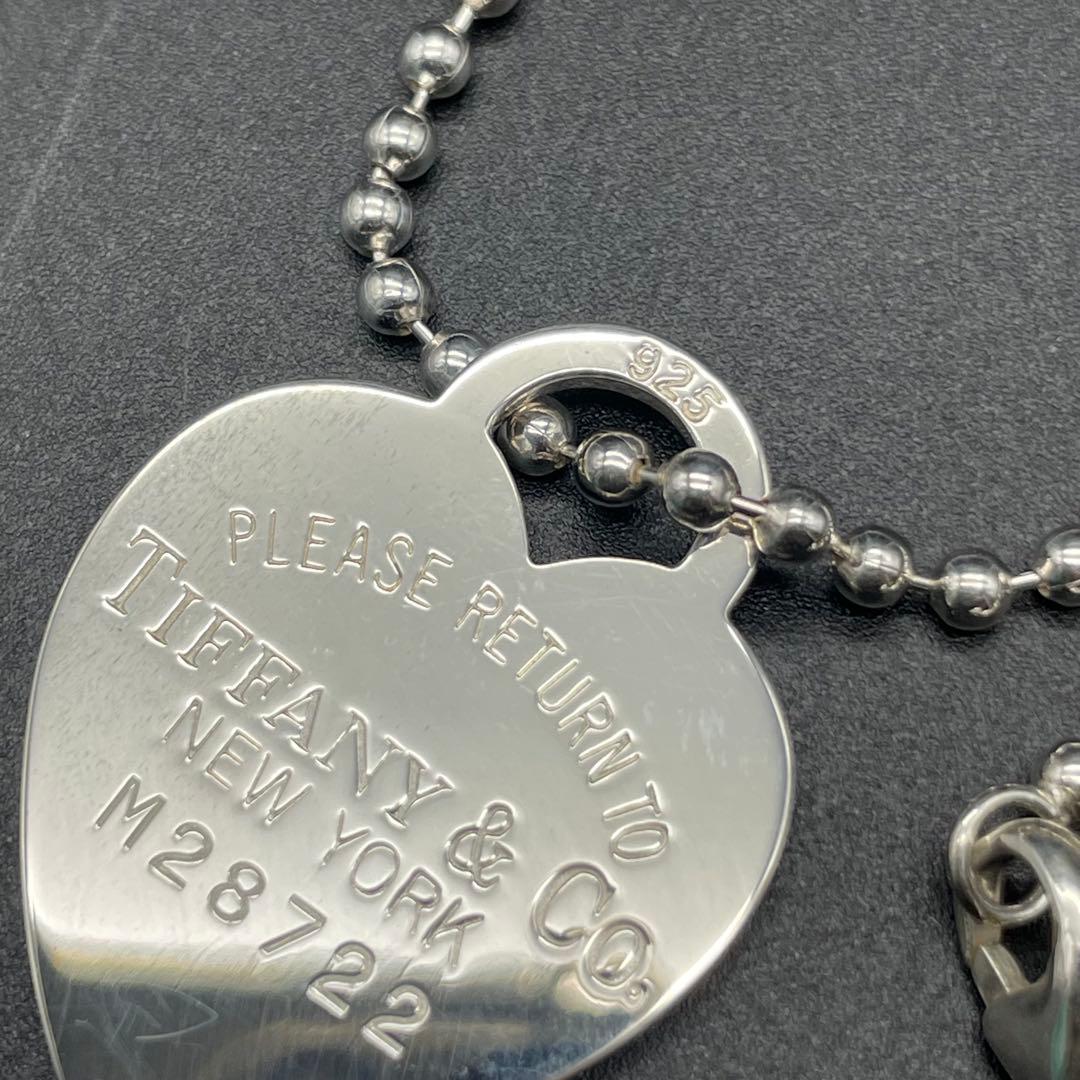 925
PLEASE RETURN TO
TIFFANY & CO.
NEW YORK
M28722